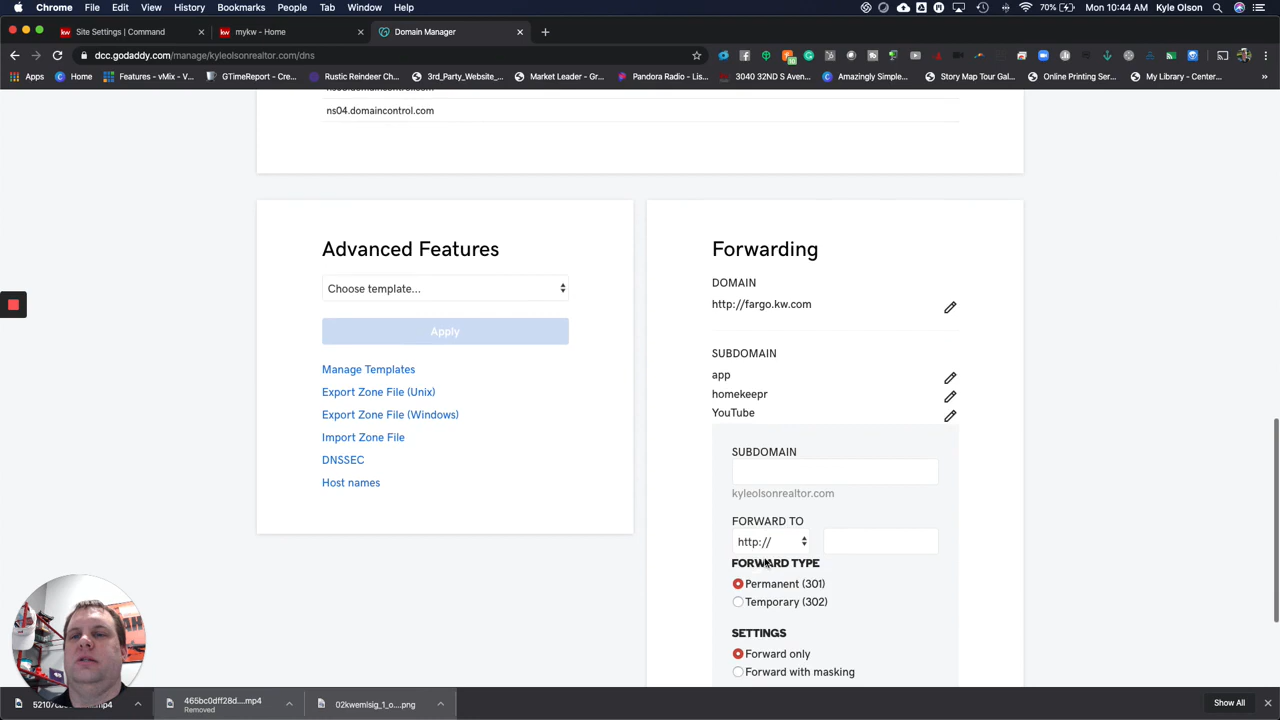 Chrome File Edit View History Bookmarks People Tab Window Help
70% Mon 10:44 AM Kyle Olson
Site Settings | Command
mykw - Home
Domain Manager
dcc.godaddy.com/manage/kyleolsonrealtor.com/dns
Apps Home Features - vMix - V... GTimeReport - Crea... Rustic Reindeer Ch... 3rd_Party_Website_... Market Leader - Gr... Pandora Radio - Li... 3040 32ND S Aven... Amazingly Simple... Story Map Tour Gal... Online Printing Ser... My Library - Center...
ns04.domaincontrol.com
Advanced Features
Choose template...
Apply
Manage Templates
Export Zone File (Unix)
Export Zone File (Windows)
Import Zone File
DNSSEC
Host names
Forwarding
DOMAIN
http://fargo.kw.com
SUBDOMAIN
app
homekeepr
YouTube
SUBDOMAIN
kyleolsonrealtor.com
FORWARD TO
http://
FORWARD TYPE
Permanent (301)
Temporary (302)
SETTINGS
Forward only
Forward with masking
465bc0dff28d....mp4
Removed
02kwemlsig_1_o....png
Show All